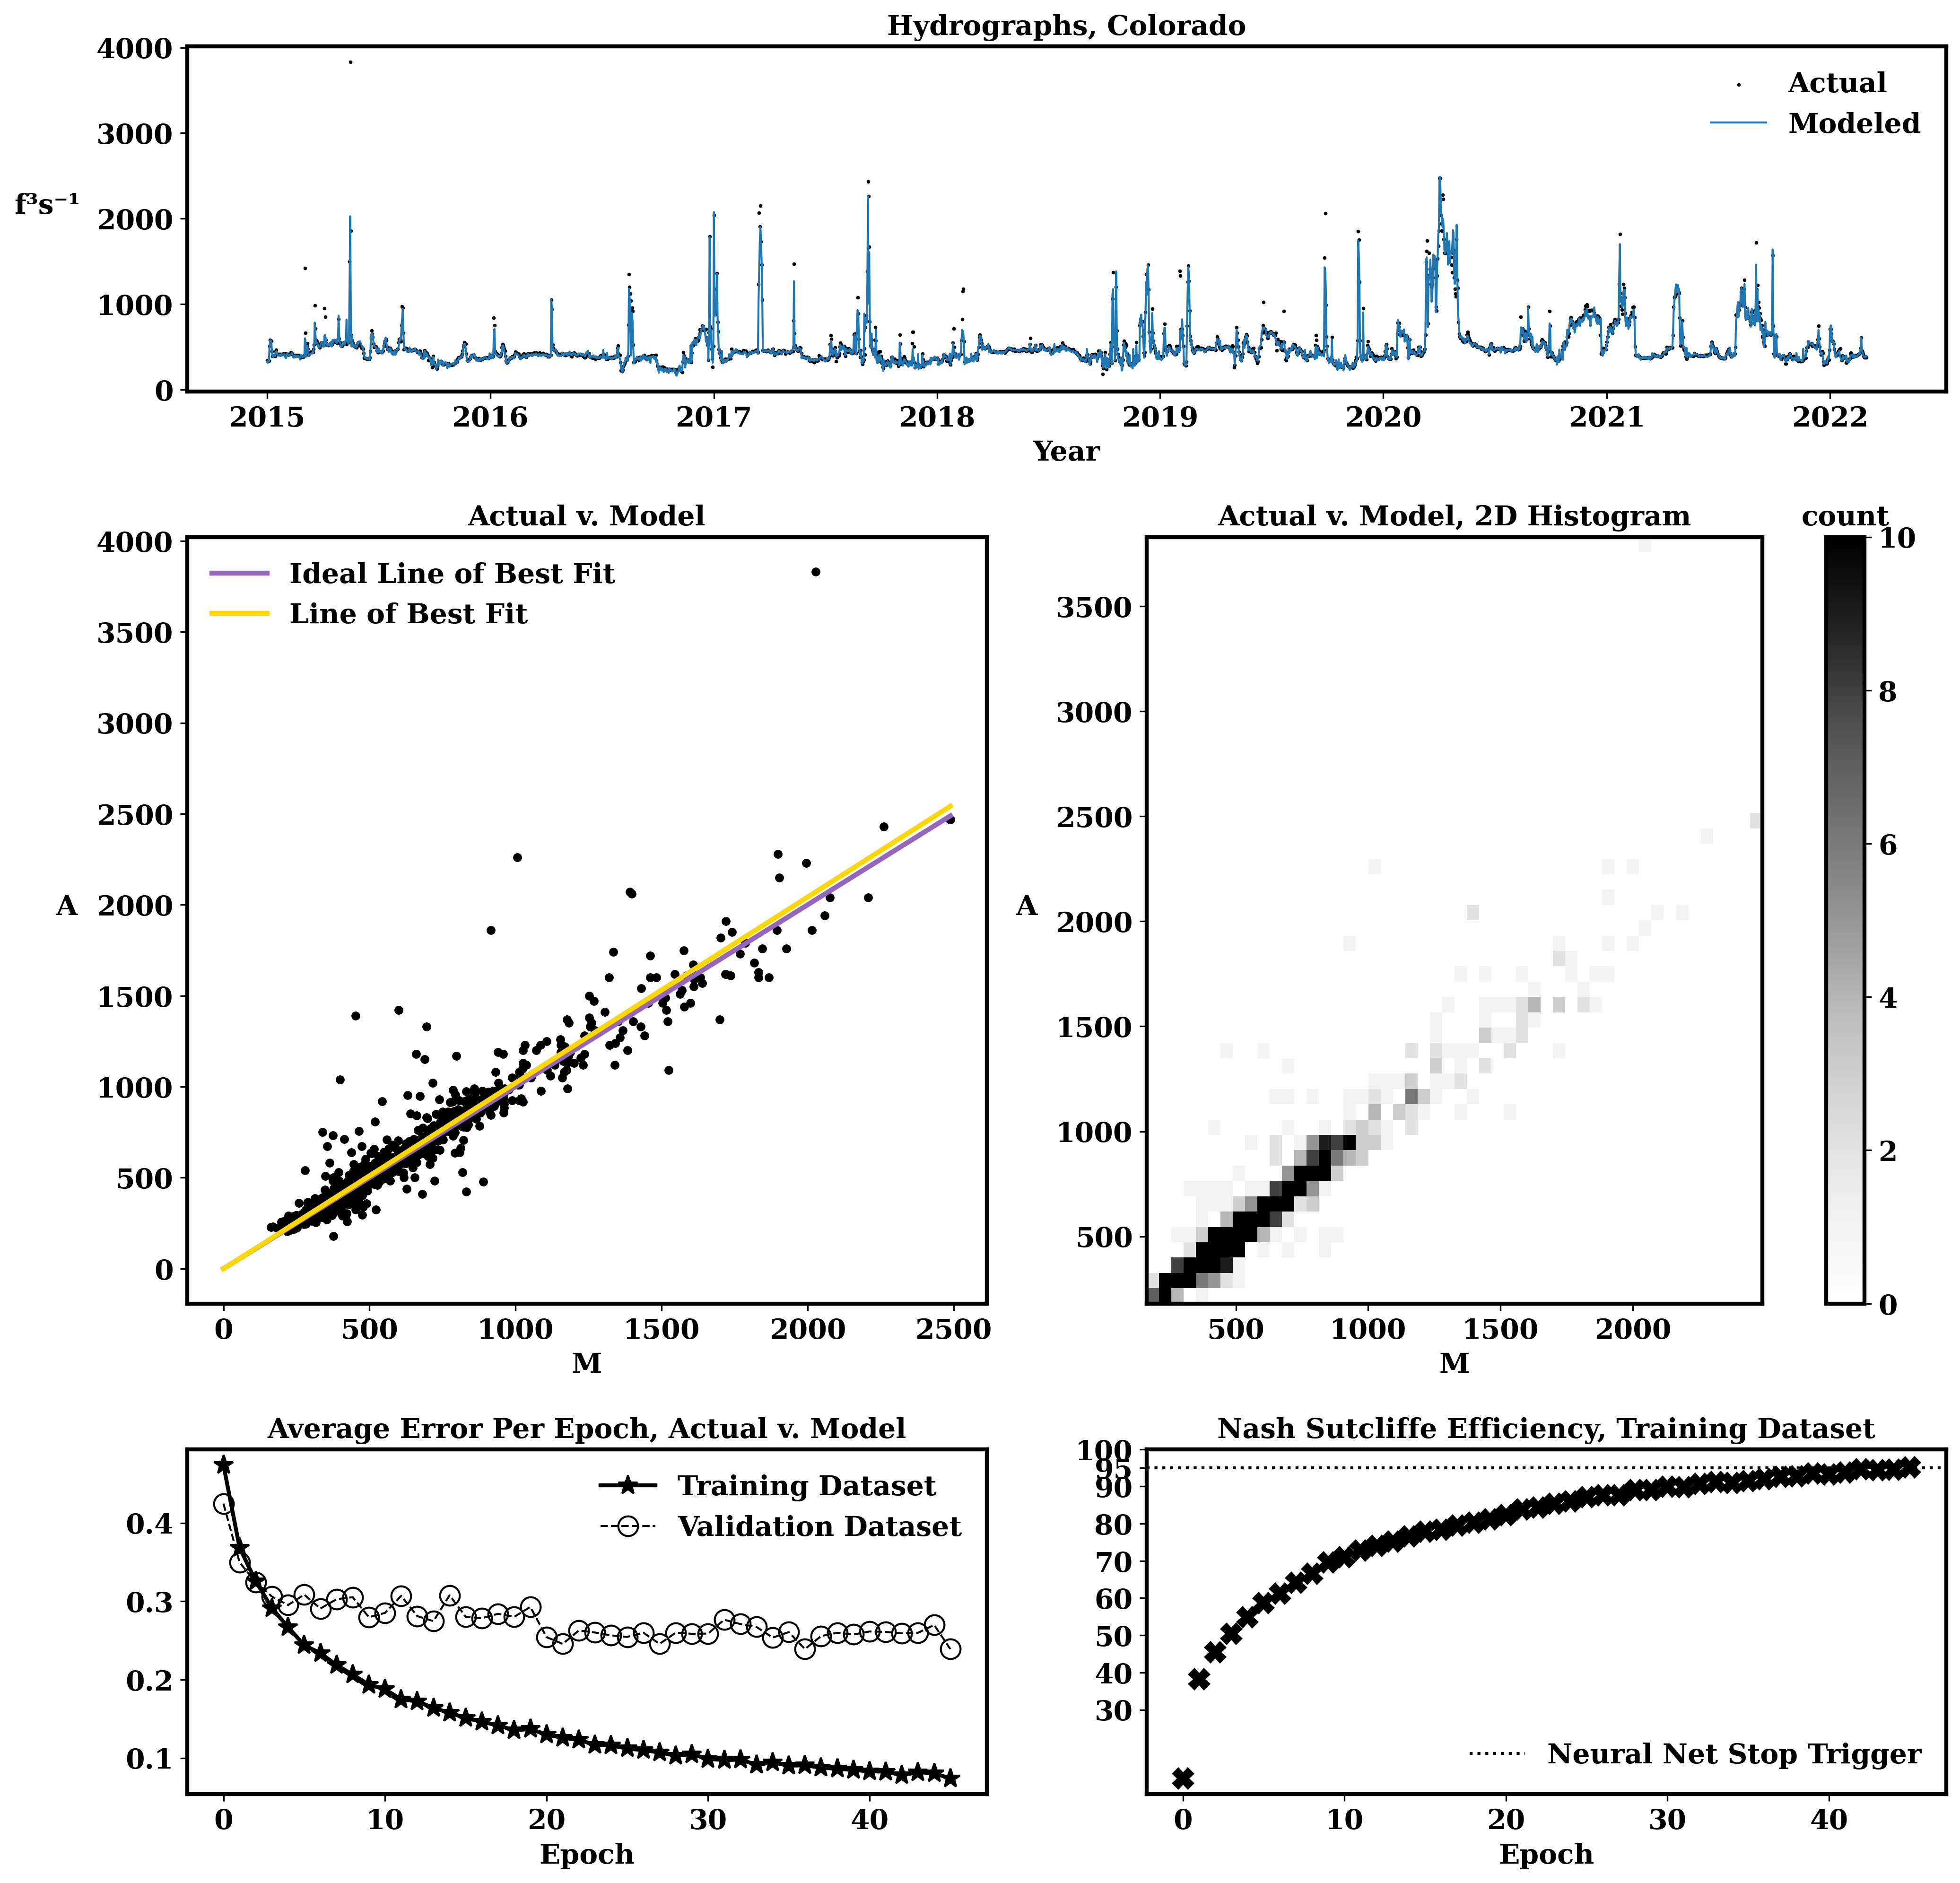 Hydrographs, Colorado
4000
3000
2000
1000
0
f³s⁻¹
Actual
Modeled
2015 2016 2017 2018 2019 2020 2021 2022
Year
Actual v. Model
4000
3500
3000
2500
2000
1500
1000
500
0
A
Ideal Line of Best Fit
Line of Best Fit
0 500 1000 1500 2000 2500
M
Actual v. Model, 2D Histogram
3500
3000
2500
2000
1500
1000
500
A
500 1000 1500 2000
M
count
10
8
6
4
2
0
Average Error Per Epoch, Actual v. Model
0.4
0.3
0.2
0.1
Training Dataset
Validation Dataset
0 10 20 30 40
Epoch
Nash Sutcliffe Efficiency, Training Dataset
100
95
90
80
70
60
50
40
30
Neural Net Stop Trigger
0 10 20 30 40
Epoch